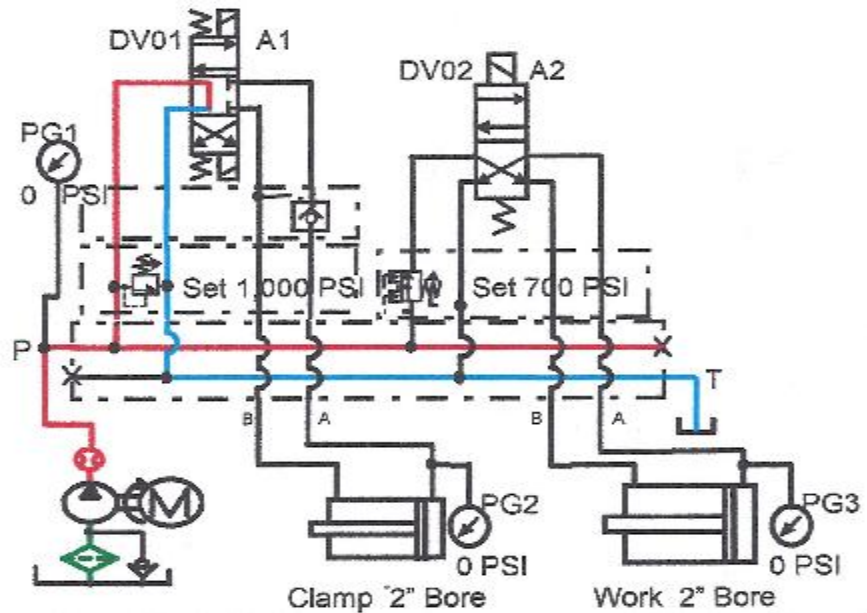 DV01 A1
DV02 A2
PG1
0 PSI
Set 1,000 PSI
Set 700 PSI
P
T
B A
B A
M
PG2
0 PSI
PG3
0 PSI
Clamp 2" Bore
Work 2" Bore